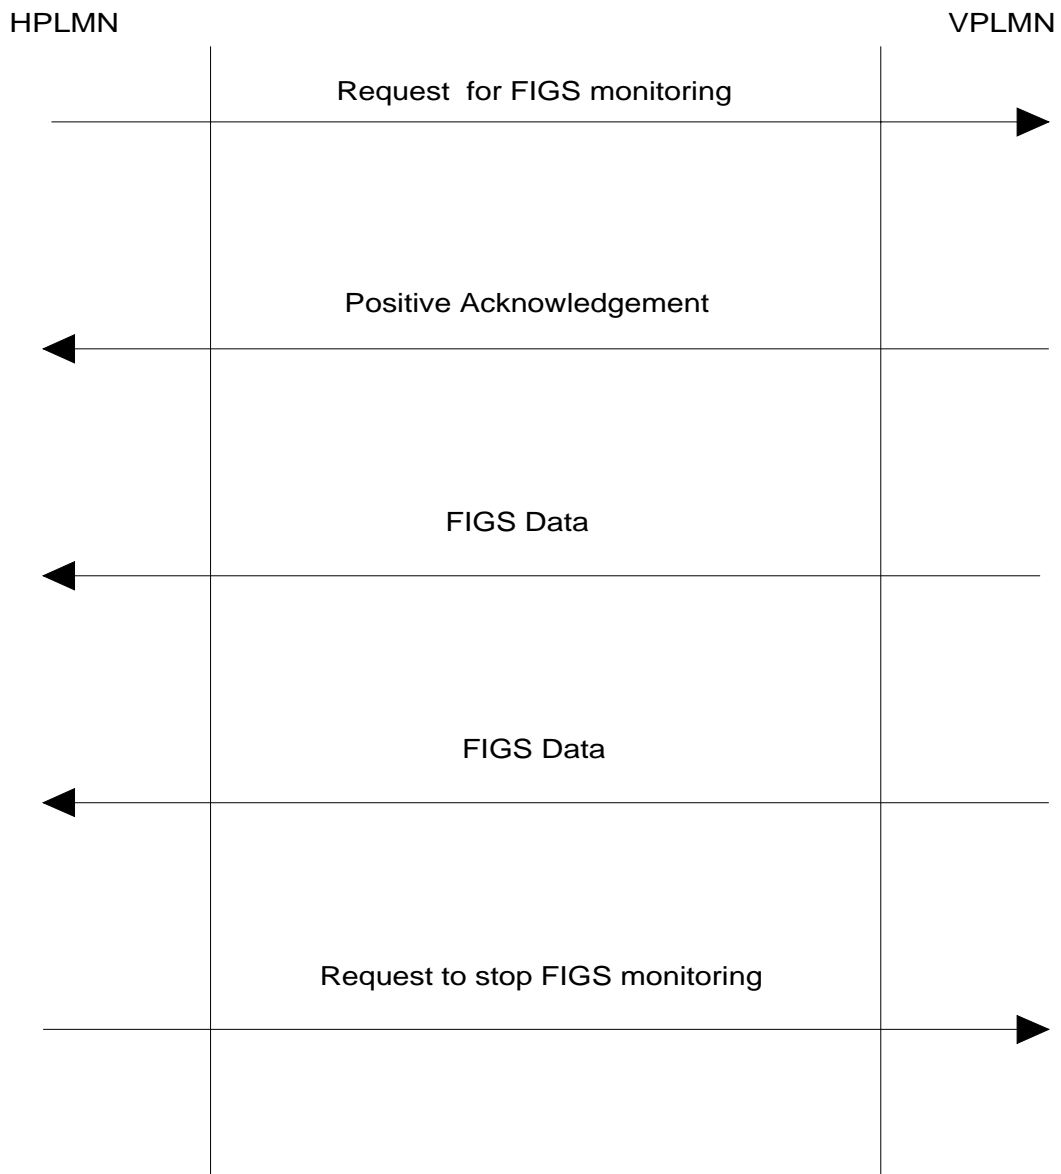 HPLMN
VPLMN
Request for FIGS monitoring
Positive Acknowledgement
FIGS Data
FIGS Data
Request to stop FIGS monitoring